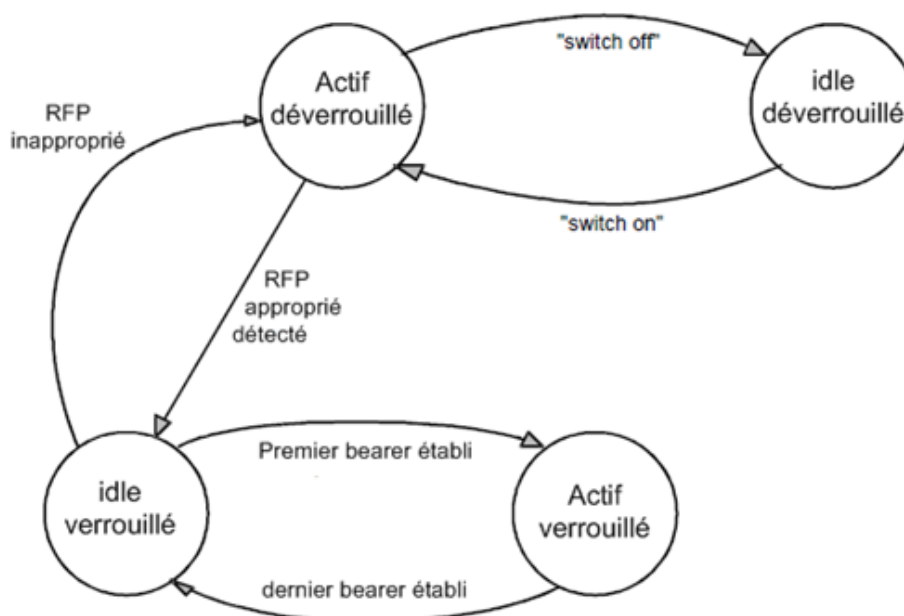 "switch off"
Actif
déverrouillé
idle
déverrouillé
RFP
inapproprié
"switch on"
RFP
approprié
détecté
Premier bearer établi
idle
verrouillé
Actif
verrouillé
dernier bearer établi